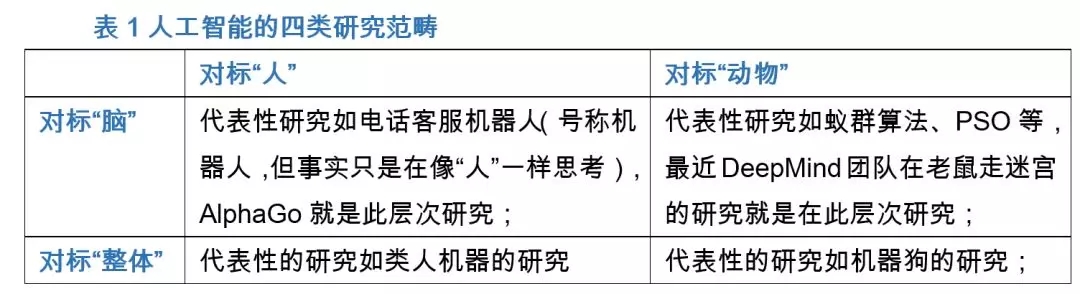 表 1 人工智能的四类研究范畴
对标“人”
对标“动物”
对标“脑”
代表性研究如电话客服机器人( 号称机
器人 ,但事实只是在像“人”一样思考 ) ,
AlphaGo 就是此层次研究 ;
代表性研究如蚁群算法、PSO 等 ,
最近 DeepMind 团队在老鼠走迷宫
的研究就是在此层次研究 ;
对标“整体”
代表性的研究如类人机器的研究
代表性的研究如机器狗的研究 ;